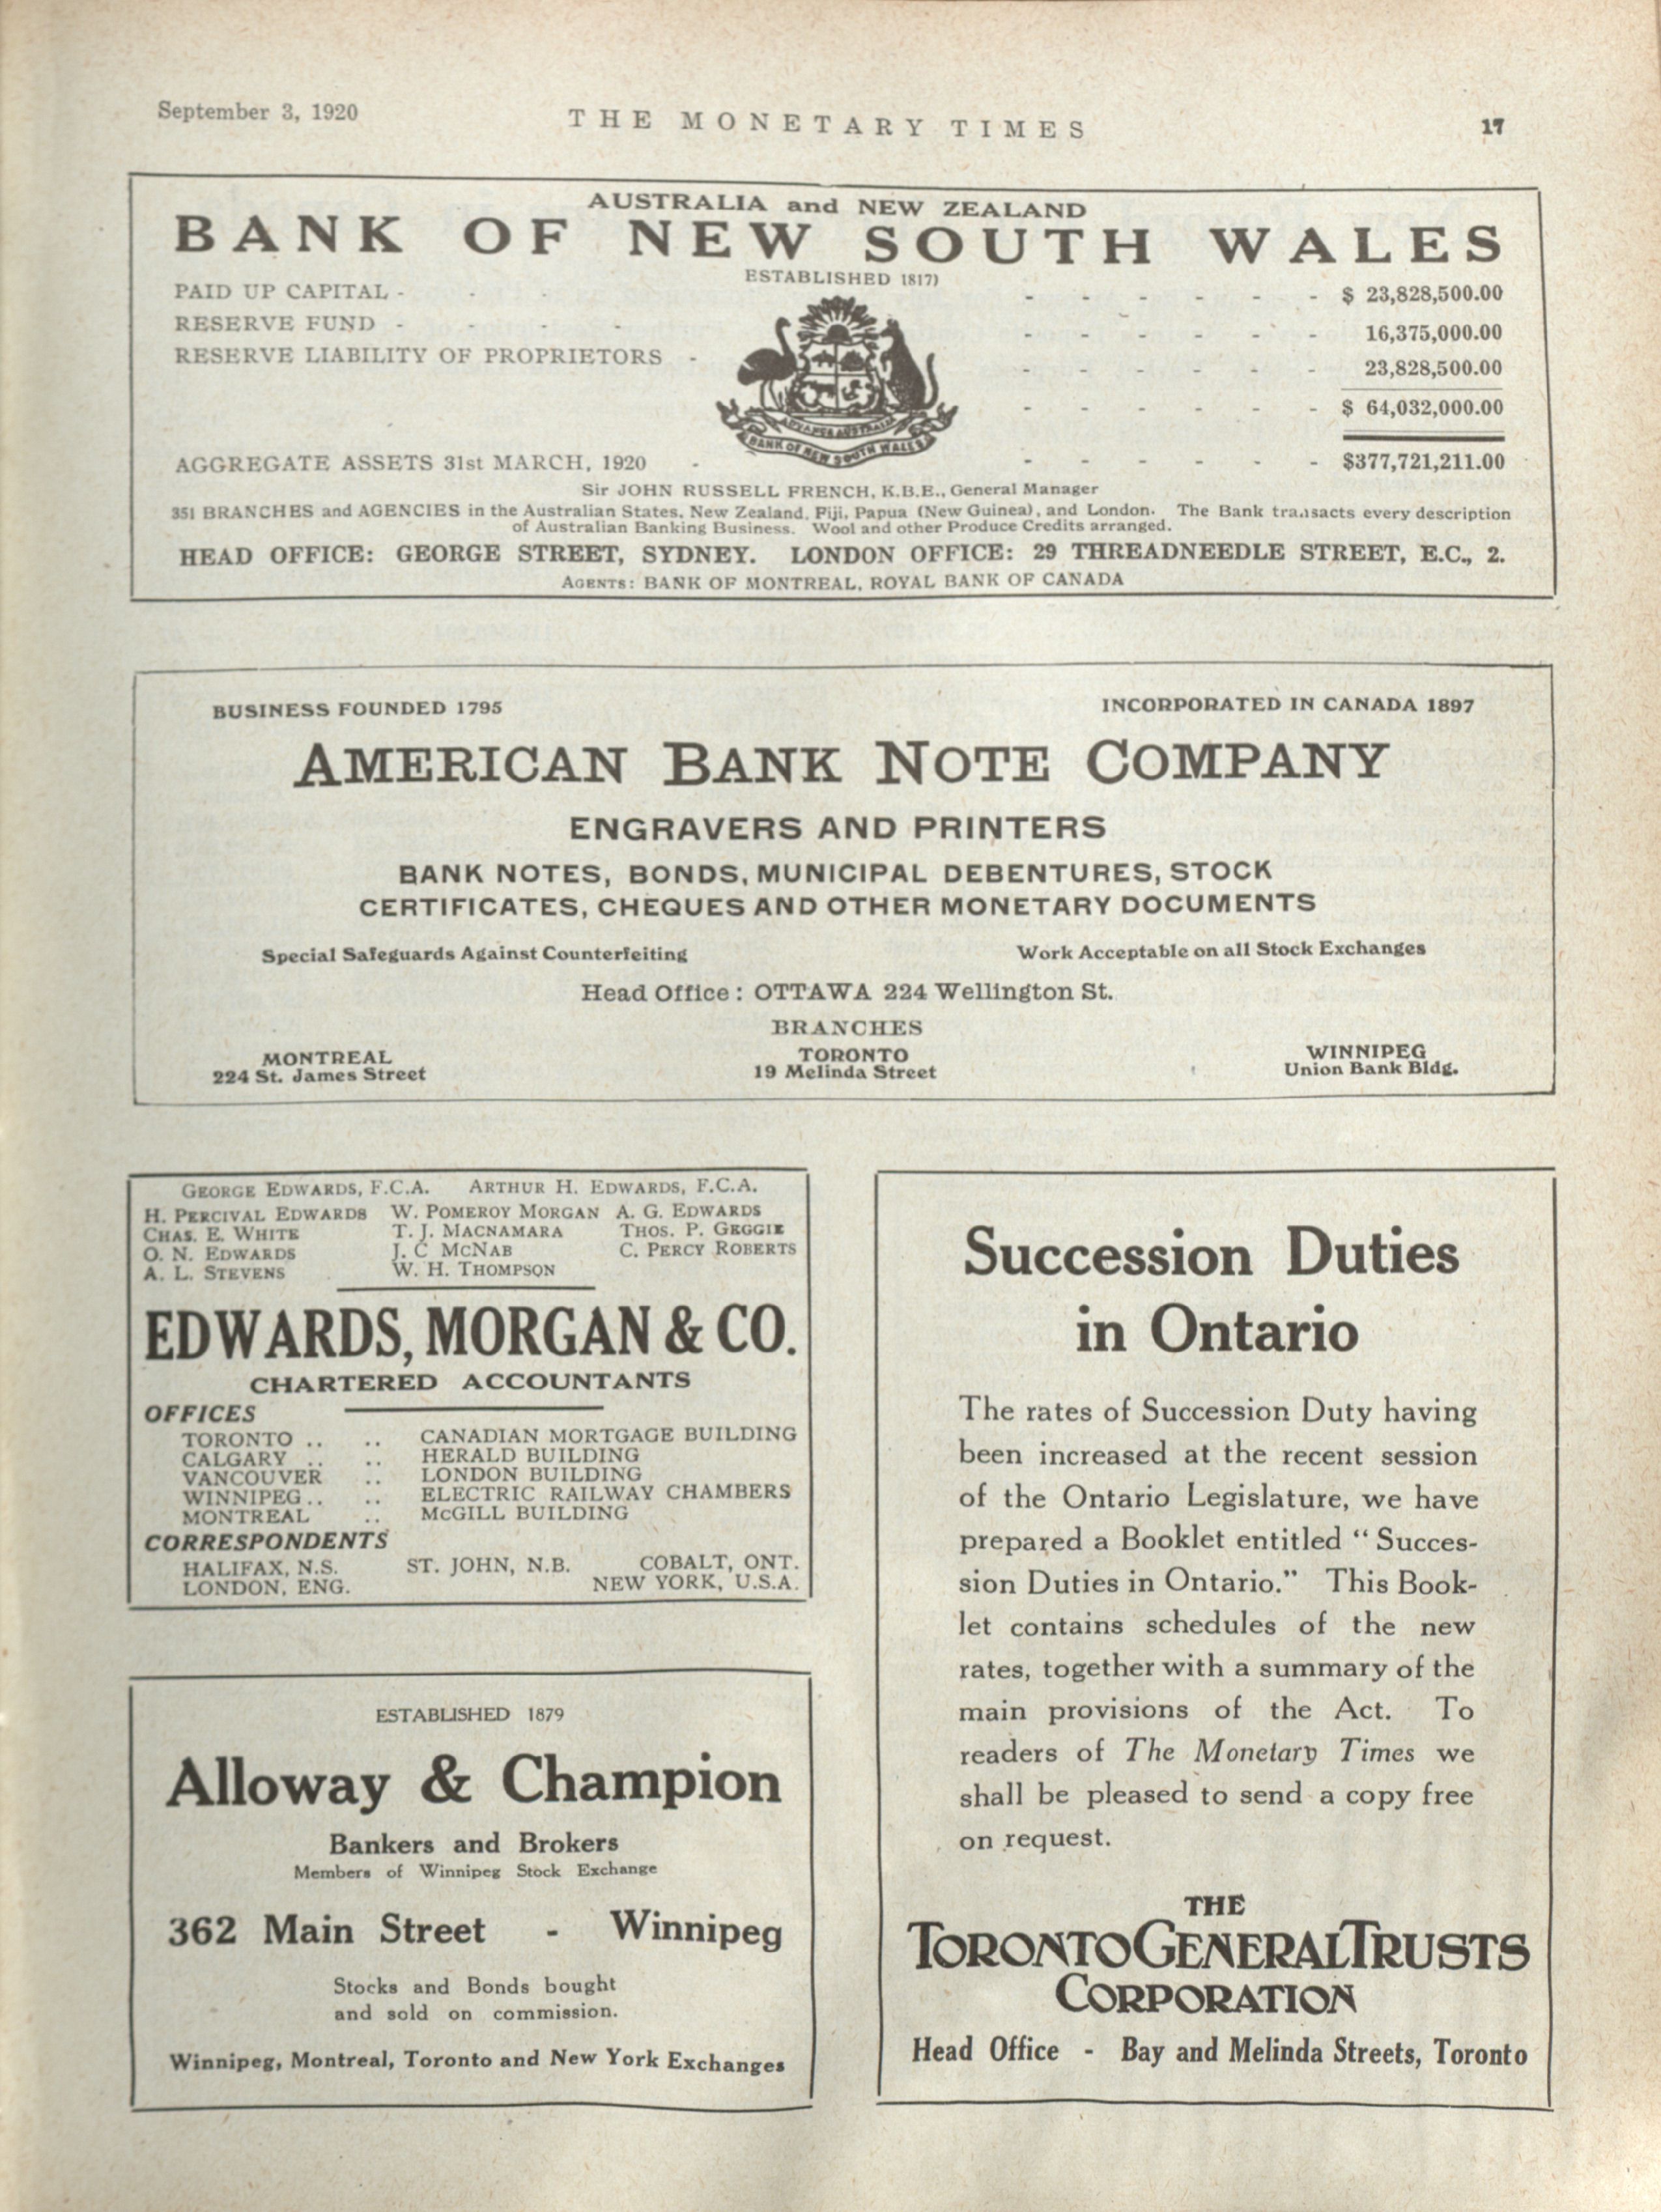 September 3, 1920
THE MONETARY TIMES
17
AUSTRALIA and NEW ZEALAND
BANK OF NEW SOUTH WALES
ESTABLISHED 1817)
PAID UP CAPITAL - - - - - - - - - $ 23,828,500.00
RESERVE FUND - - - - - - - - - - 16,375,000.00
RESERVE LIABILITY OF PROPRIETORS - - - - - - - 23,828,500.00
- - - - - - $ 64,032,000.00
ADVANCE AUSTRALIA
BANK OF NEW SOUTH WALES
AGGREGATE ASSETS 31st MARCH, 1920 - - - - - - - $377,721,211.00
Sir JOHN RUSSELL FRENCH, K.B.E., General Manager
351 BRANCHES and AGENCIES in the Australian States, New Zealand, Fiji, Papua (New Guinea), and London. The Bank transacts every description
of Australian Banking Business. Wool and other Produce Credits arranged.
HEAD OFFICE: GEORGE STREET, SYDNEY. LONDON OFFICE: 29 THREADNEEDLE STREET, E.C., 2.
AGENTS: BANK OF MONTREAL, ROYAL BANK OF CANADA
BUSINESS FOUNDED 1795
INCORPORATED IN CANADA 1897
AMERICAN BANK NOTE COMPANY
ENGRAVERS AND PRINTERS
BANK NOTES, BONDS, MUNICIPAL DEBENTURES, STOCK
CERTIFICATES, CHEQUES AND OTHER MONETARY DOCUMENTS
Special Safeguards Against Counterfeiting
Work Acceptable on all Stock Exchanges
Head Office : OTTAWA 224 Wellington St.
BRANCHES
MONTREAL
224 St. James Street
TORONTO
19 Melinda Street
WINNIPEG
Union Bank Bldg.
GEORGE EDWARDS, F.C.A. ARTHUR H. EDWARDS, F.C.A.
H. PERCIVAL EDWARDS W. POMEROY MORGAN A. G. EDWARDS
CHAS. E. WHITE T. J. MACNAMARA THOS. P. GEGGIE
O. N. EDWARDS J. C McNAB C. PERCY ROBERTS
A. L. STEVENS W. H. THOMPSON
EDWARDS, MORGAN & CO.
CHARTERED ACCOUNTANTS
OFFICES
TORONTO .. .. CANADIAN MORTGAGE BUILDING
CALGARY .. .. HERALD BUILDING
VANCOUVER .. LONDON BUILDING
WINNIPEG .. .. ELECTRIC RAILWAY CHAMBERS
MONTREAL .. McGILL BUILDING
CORRESPONDENTS
HALIFAX, N.S. ST. JOHN, N.B. COBALT, ONT.
LONDON, ENG. NEW YORK, U.S.A.
ESTABLISHED 1879
Alloway & Champion
Bankers and Brokers
Members of Winnipeg Stock Exchange
362 Main Street - Winnipeg
Stocks and Bonds bought
and sold on commission.
Winnipeg, Montreal, Toronto and New York Exchanges
Succession Duties
in Ontario
The rates of Succession Duty having
been increased at the recent session
of the Ontario Legislature, we have
prepared a Booklet entitled “ Succes-
sion Duties in Ontario.” This Book-
let contains schedules of the new
rates, together with a summary of the
main provisions of the Act. To
readers of The Monetary Times we
shall be pleased to send a copy free
on request.
THE
TORONTO GENERAL TRUSTS
CORPORATION
Head Office - Bay and Melinda Streets, Toronto